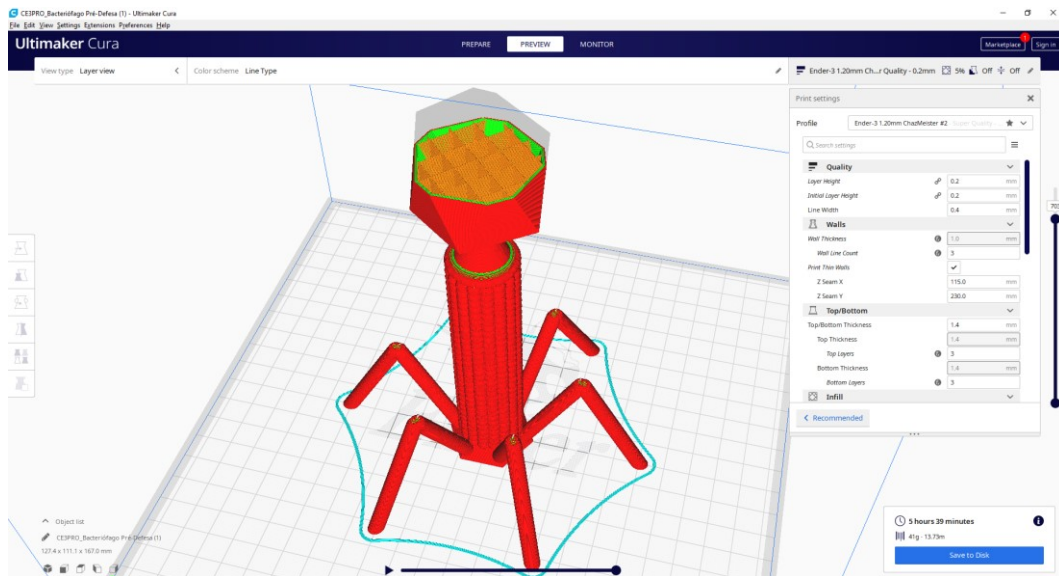 CE3PRO_Bacteriófago Pré-Defesa (1) - Ultimaker Cura
File Edit View Settings Extensions Preferences Help
Ultimaker Cura
PREPARE PREVIEW MONITOR
1
Marketplace Sign in
View type Layer view
Color scheme Line Type
Ender-3 1.20mm Ch...r Quality - 0.2mm 5% Off Off
Print settings
Profile Ender-3 1.20mm ChazMeister #2 Super Quality
Search settings
Quality
Layer Height 0.2 mm
Initial Layer Height 0.2 mm
Line Width 0.4 mm
Walls
Wall Thickness 1.0 mm
Wall Line Count 3
Print Thin Walls
Z Seam X 115.0 mm
Z Seam Y 230.0 mm
Top/Bottom
Top/Bottom Thickness 1.4 mm
Top Thickness 1.4 mm
Top Layers 3
Bottom Thickness 1.4 mm
Bottom Layers 3
Infill
Recommended
Object list
CE3PRO_Bacteriófago Pré-Defesa (1)
127.4 x 111.1 x 167.0 mm
5 hours 39 minutes
41g · 13.73m
Save to Disk